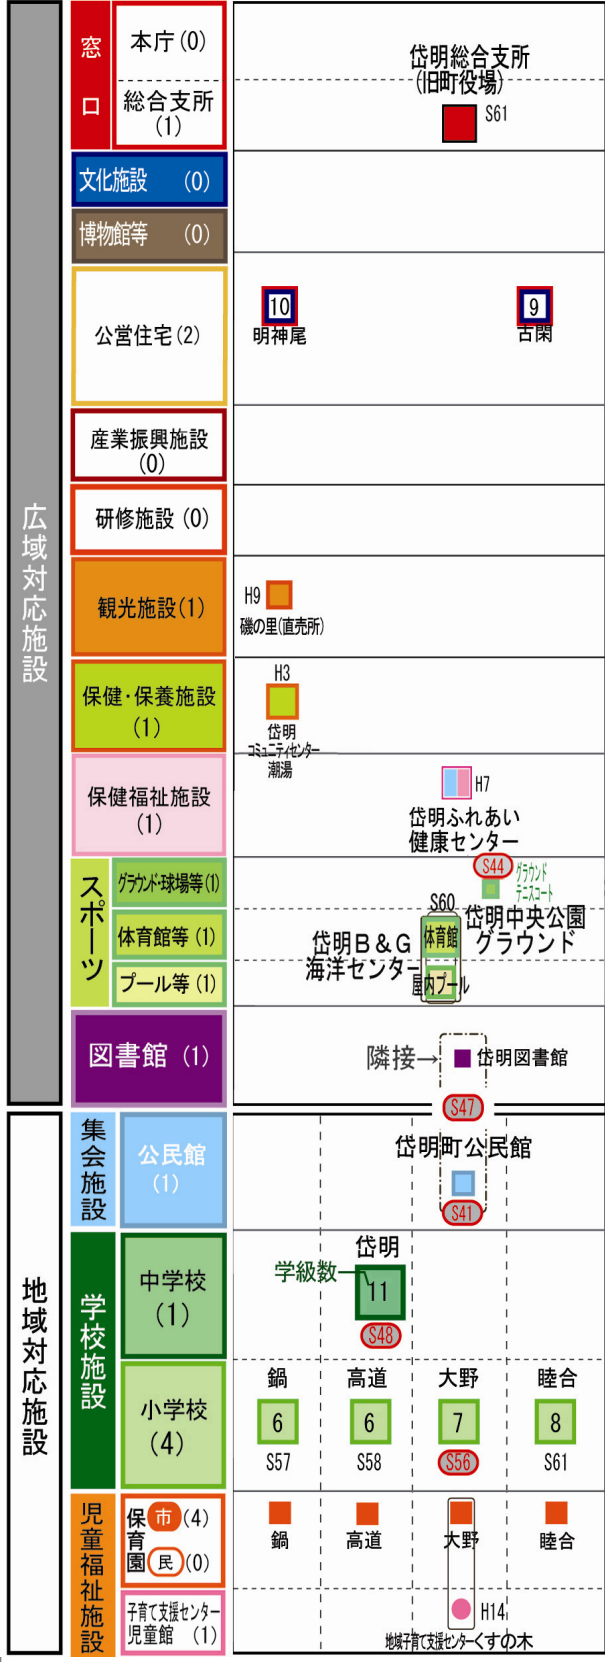 広域対応施設
窓口
本庁(0)
総合支所
(1)
岱明総合支所
(旧町役場)
S61
文化施設 (0)
博物館等 (0)
公営住宅(2)
10
明神尾
9
古閑
産業振興施設
(0)
研修施設(0)
観光施設(1)
H9
磯の里(直売所)
保健・保養施設
(1)
H3
岱明
コミュニティセンター
潮湯
保健福祉施設
(1)
H7
岱明ふれあい
健康センター
スポーツ
グラウンド・球場等(1)
S44
グラウンド
テニスコート
岱明中央公園
グラウンド
体育館等(1)
プール等(1)
S60
体育館
屋内プール
岱明B&G
海洋センター
図書館(1)
隣接→
岱明図書館
S47
地域対応施設
集会施設
公民館
(1)
岱明町公民館
S41
学校施設
中学校
(1)
岱明
学級数
11
S48
小学校
(4)
鍋
高道
大野
睦合
6
6
7
8
S57
S58
S56
S61
児童福祉施設
保育園
市(4)
民(0)
鍋
高道
大野
睦合
子育て支援センター
児童館 (1)
H14
地域子育て支援センターくすの木